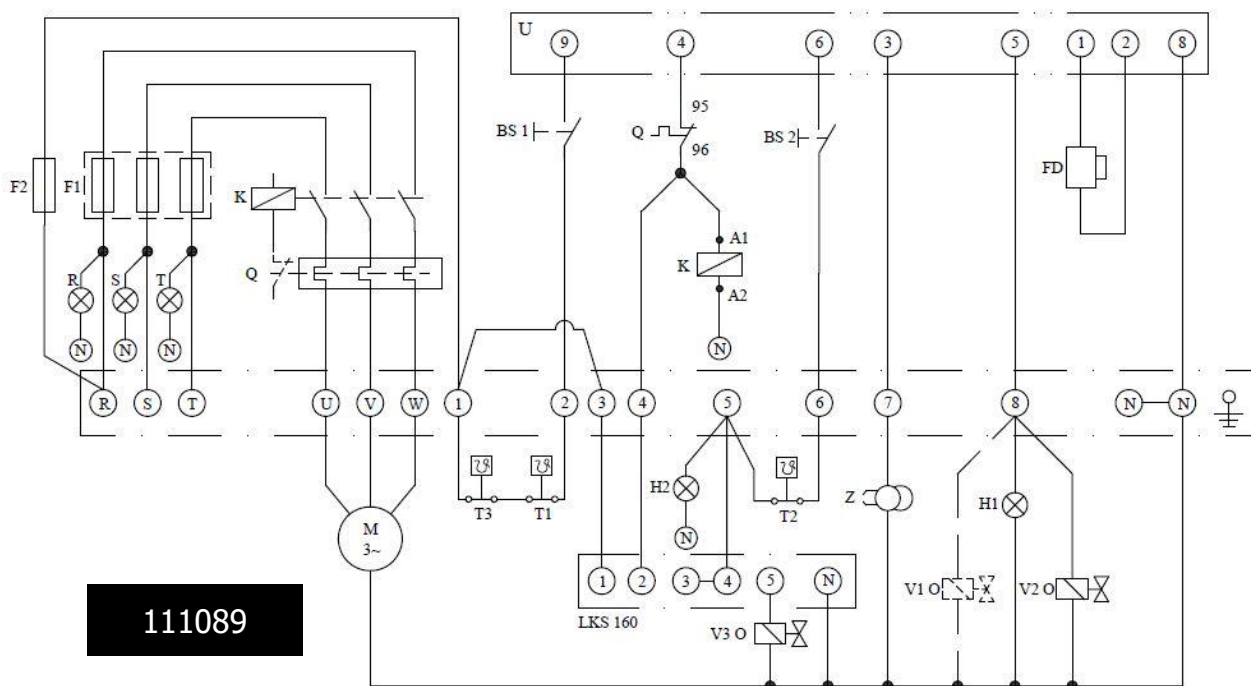 U 9 4 6 3 5 1 2 8
95
BS 1 Q BS 2
96
F2 F1 FD
K
A1
K
R S T Q
A2
N N N N
R S T U V W 1 2 3 4 5 6 7 8 N N
H2 Z H1
T3 T1 T2
M
3~
N
1 2 3 4 5 N V1 O V2 O
111089
LKS 160 V3 O